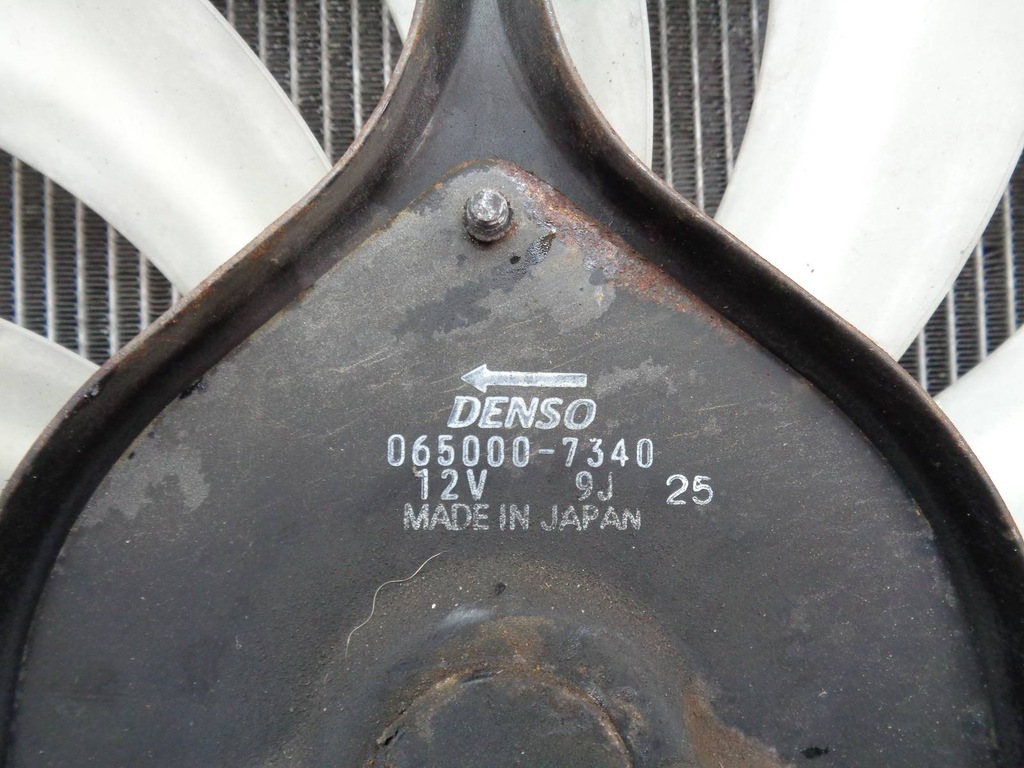 DENSO
065000-7340
12V 9J 25
MADE IN JAPAN